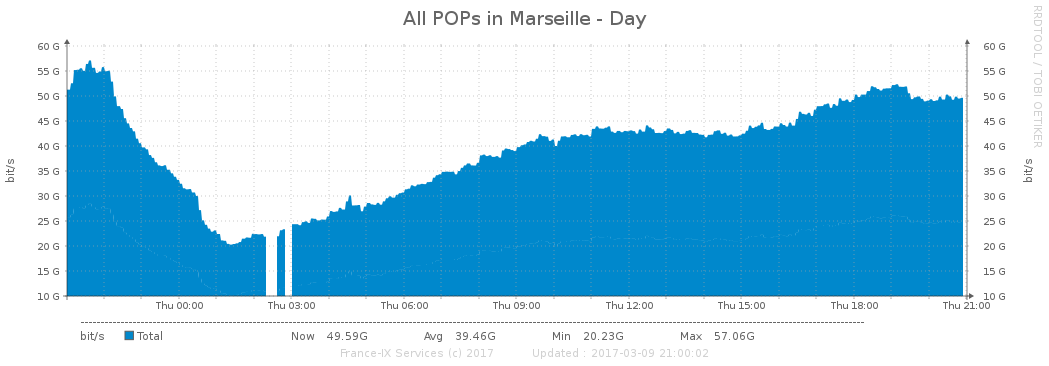 All POPs in Marseille - Day
RRDTOOL / TOBI OETIKER
60 G 60 G
55 G 55 G
50 G 50 G
45 G 45 G
40 G 40 G
35 G 35 G
30 G 30 G
25 G 25 G
20 G 20 G
15 G 15 G
10 G 10 G
bit/s
bit/s
Thu 00:00 Thu 03:00 Thu 06:00 Thu 09:00 Thu 12:00 Thu 15:00 Thu 18:00 Thu 21:00
bit/s Total Now 49.59G Avg 39.46G Min 20.23G Max 57.06G
France-IX Services (c) 2017 Updated : 2017-03-09 21:00:02